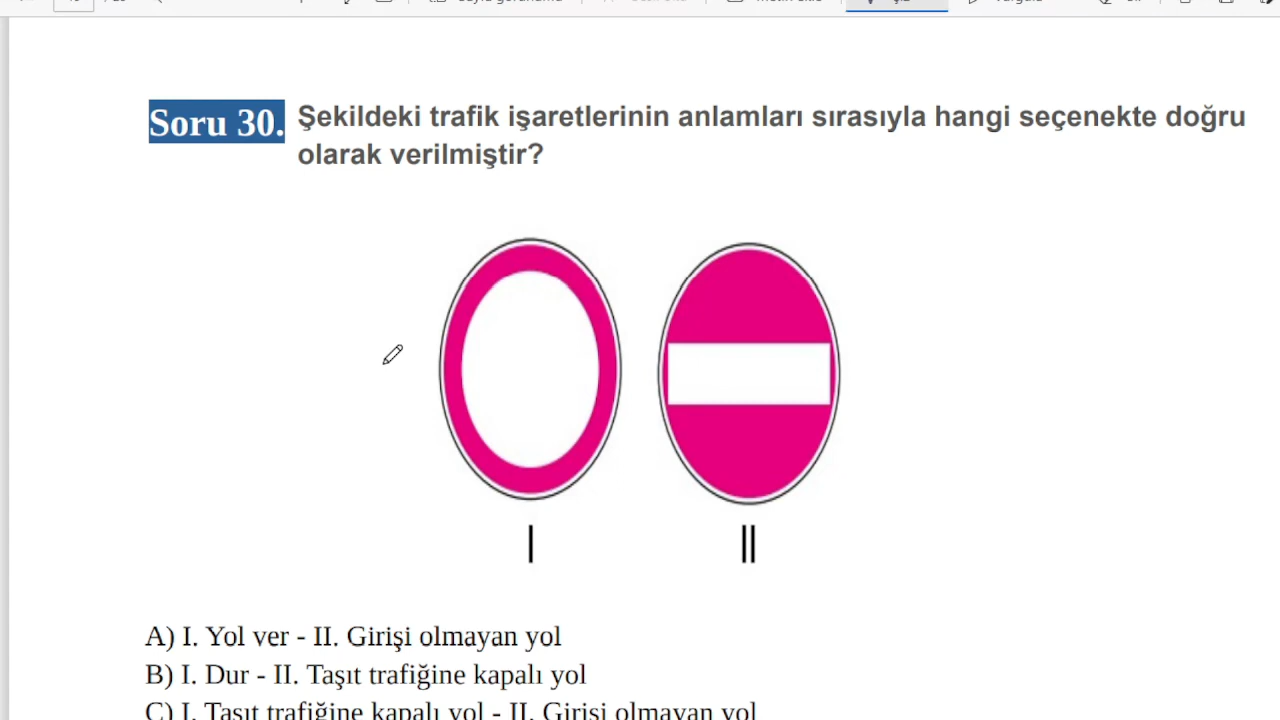 Soru 30. Şekildeki trafik işaretlerinin anlamları sırasıyla hangi seçenekte doğru
olarak verilmiştir?
I II
A) I. Yol ver - II. Girişi olmayan yol
B) I. Dur - II. Taşıt trafiğine kapalı yol
C) I. Taşıt trafiğine kapalı yol - II. Girişi olmayan yol